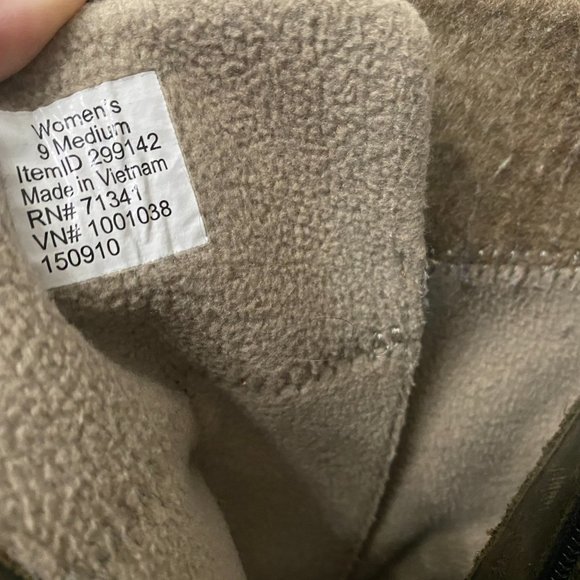 Women's
9 Medium
ItemID 299142
Made in Vietnam
RN# 71341
VN# 1001038
150910